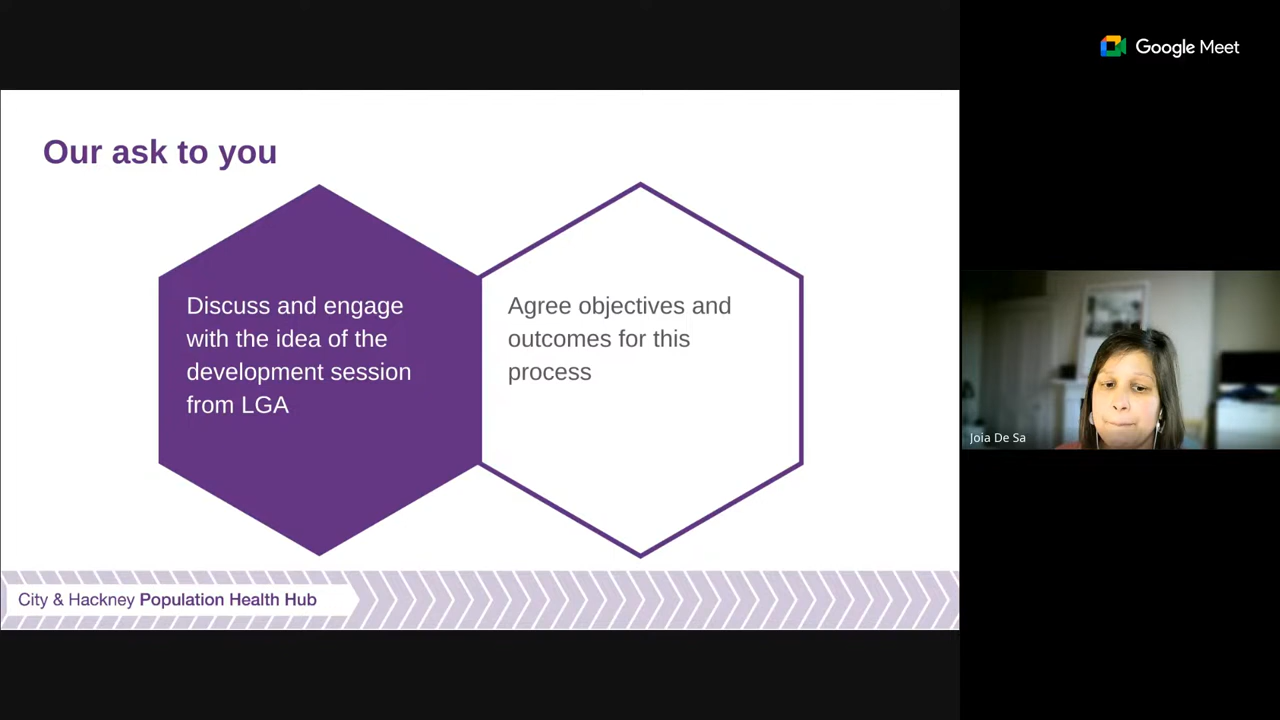 Google Meet
Our ask to you
Discuss and engage
with the idea of the
development session
from LGA
Agree objectives and
outcomes for this
process
Joia De Sa
City & Hackney Population Health Hub